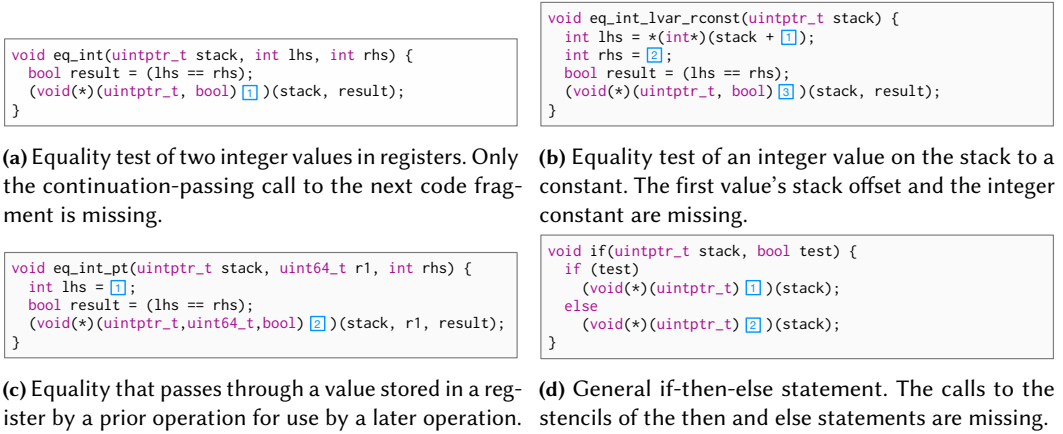 void eq_int(uintptr_t stack, int lhs, int rhs) {
bool result = (lhs == rhs);
(void(*)(uintptr_t, bool) 1 )(stack, result);
}
(a) Equality test of two integer values in registers. Only
the continuation-passing call to the next code frag-
ment is missing.
void eq_int_lvar_rconst(uintptr_t stack) {
int lhs = *(int*)(stack + 1 );
int rhs = 2 ;
bool result = (lhs == rhs);
(void(*)(uintptr_t, bool) 3 )(stack, result);
}
(b) Equality test of an integer value on the stack to a
constant. The first value's stack offset and the integer
constant are missing.
void eq_int_pt(uintptr_t stack, uint64_t r1, int rhs) {
int lhs = 1 ;
bool result = (lhs == rhs);
(void(*)(uintptr_t,uint64_t,bool) 2 )(stack, r1, result);
}
(c) Equality that passes through a value stored in a reg-
ister by a prior operation for use by a later operation.
void if(uintptr_t stack, bool test) {
if (test)
(void(*)(uintptr_t) 1 )(stack);
else
(void(*)(uintptr_t) 2 )(stack);
}
(d) General if-then-else statement. The calls to the
stencils of the then and else statements are missing.